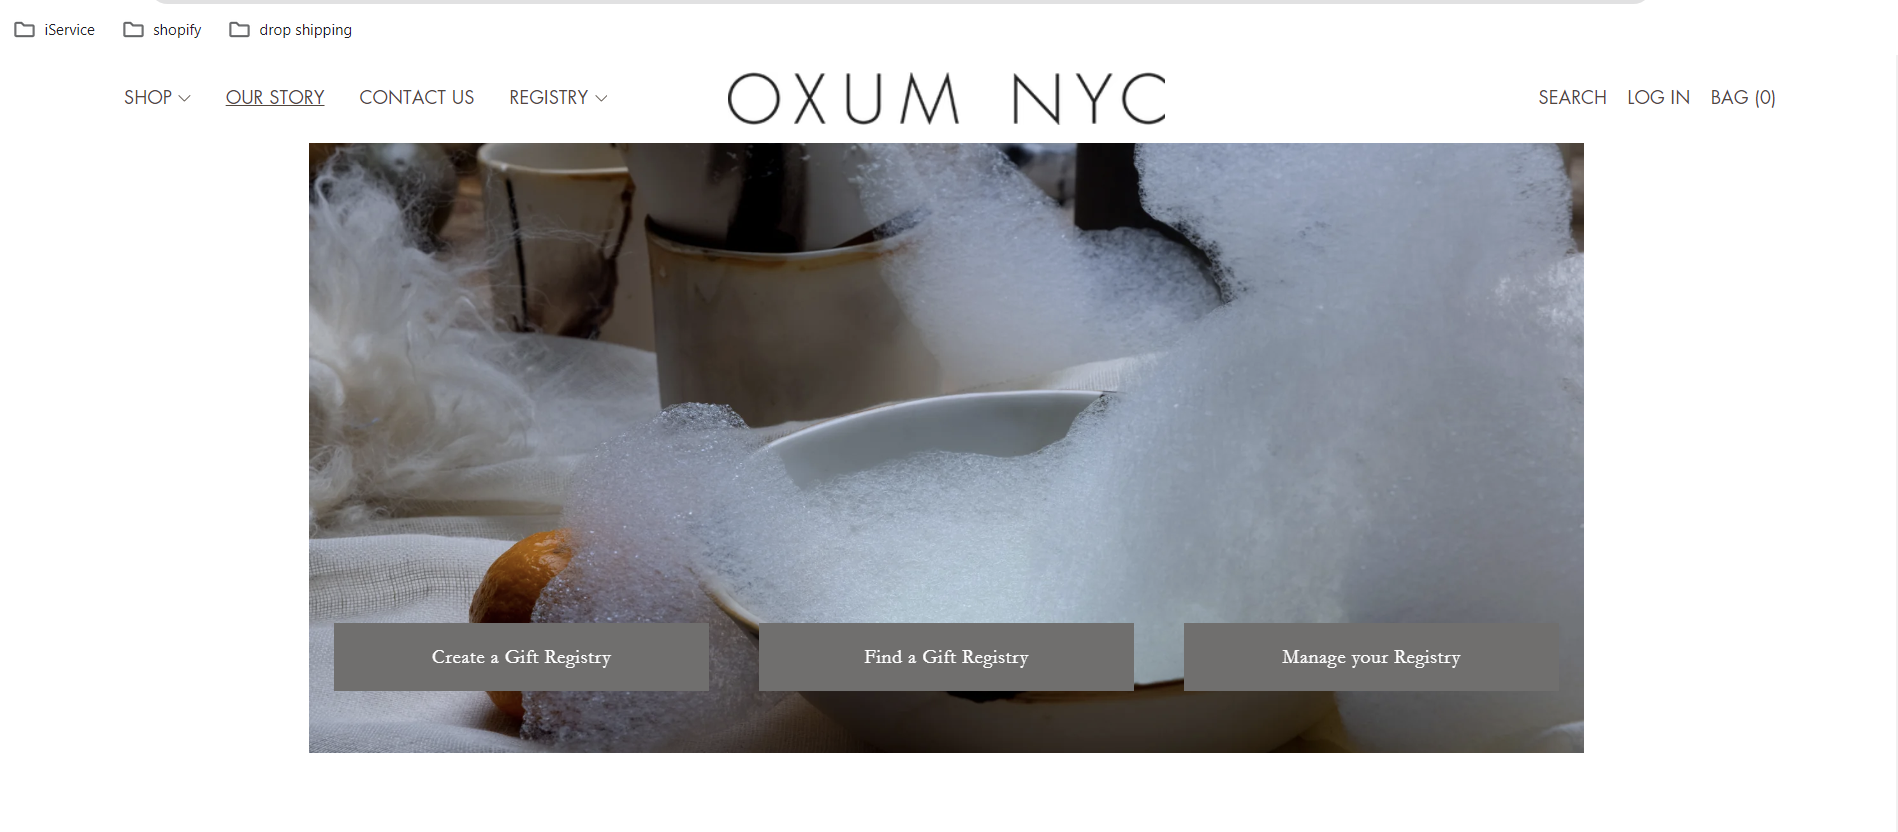 iService shopify drop shipping
SHOP OUR STORY CONTACT US REGISTRY OXUM NYC SEARCH LOG IN BAG (0)
Create a Gift Registry Find a Gift Registry Manage your Registry